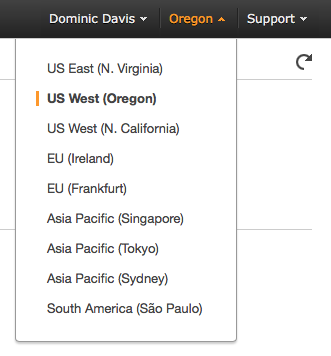 Dominic Davis Oregon Support
US East (N. Virginia)
US West (Oregon)
US West (N. California)
EU (Ireland)
EU (Frankfurt)
Asia Pacific (Singapore)
Asia Pacific (Tokyo)
Asia Pacific (Sydney)
South America (São Paulo)